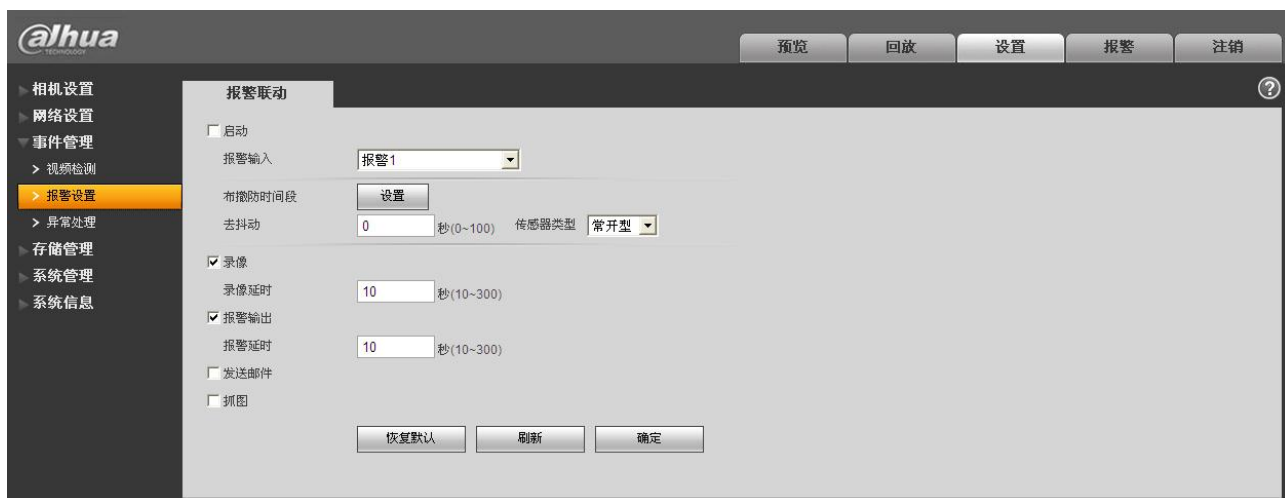 alhua
TECHNOLOGY
预览 回放 设置 报警 注销
相机设置
网络设置
事件管理
> 视频检测
> 报警设置
> 异常处理
存储管理
系统管理
系统信息
报警联动
?
启动
报警输入 报警1
布撤防时间段 设置
去抖动 0 秒(0~100) 传感器类型 常开型
录像
录像延时 10 秒(10~300)
报警输出
报警延时 10 秒(10~300)
发送邮件
抓图
恢复默认 刷新 确定